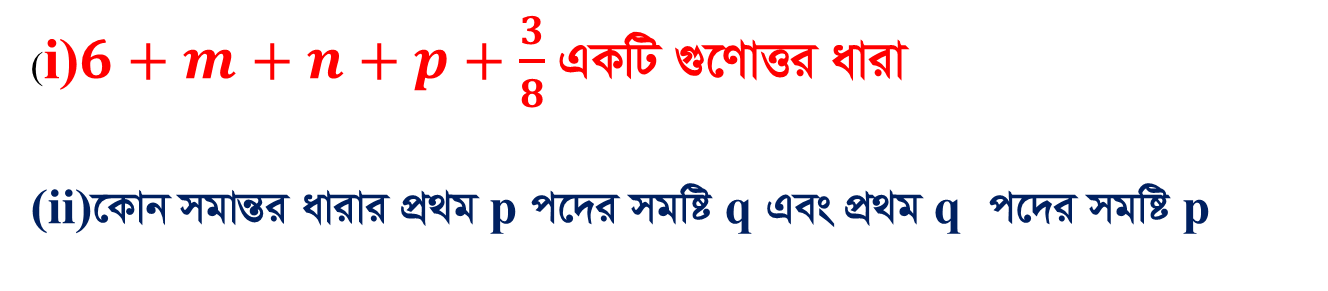 (i)6 + m + n + p + 3/8 একটি গুণোত্তর ধারা
(ii)কোন সমান্তর ধারার প্রথম p পদের সমষ্টি q এবং প্রথম q পদের সমষ্টি p